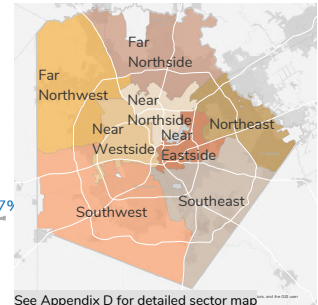 Far
Northside
Far
Northwest
Near
Northside
Near
Westside
Near
Eastside
Northeast
Southwest
Southeast
7%
See Appendix D for detailed sector map